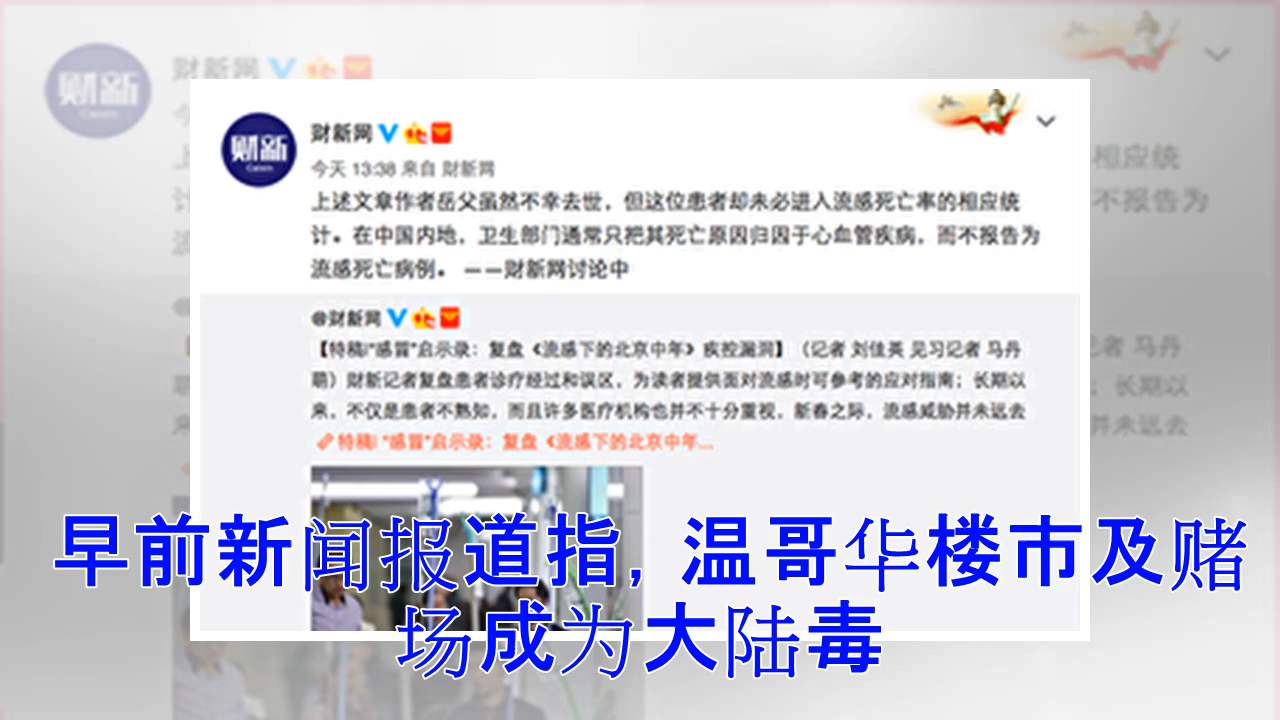 财新
Caixin
财新网
今天 13:38 来自 财新网
上述文章作者岳父虽然不幸去世，但这位患者却未必进入流感死亡率的相应统
计。在中国内地，卫生部门通常只把其死亡原因归因于心血管疾病，而不报告为
流感死亡病例。 ——财新网讨论中
@财新网
【特稿|“感冒”启示录：复盘《流感下的北京中年》疾控漏洞】（记者 刘佳英 见习记者 马丹
萌）财新记者复盘患者诊疗经过和误区，为读者提供面对流感时可参考的应对指南；长期以
来，不仅是患者不熟知，而且许多医疗机构也并不十分重视，新春之际，流感威胁并未远去
特稿| “感冒”启示录：复盘《流感下的北京中年...
早前新闻报道指，温哥华楼市及赌
场成为大陆毒